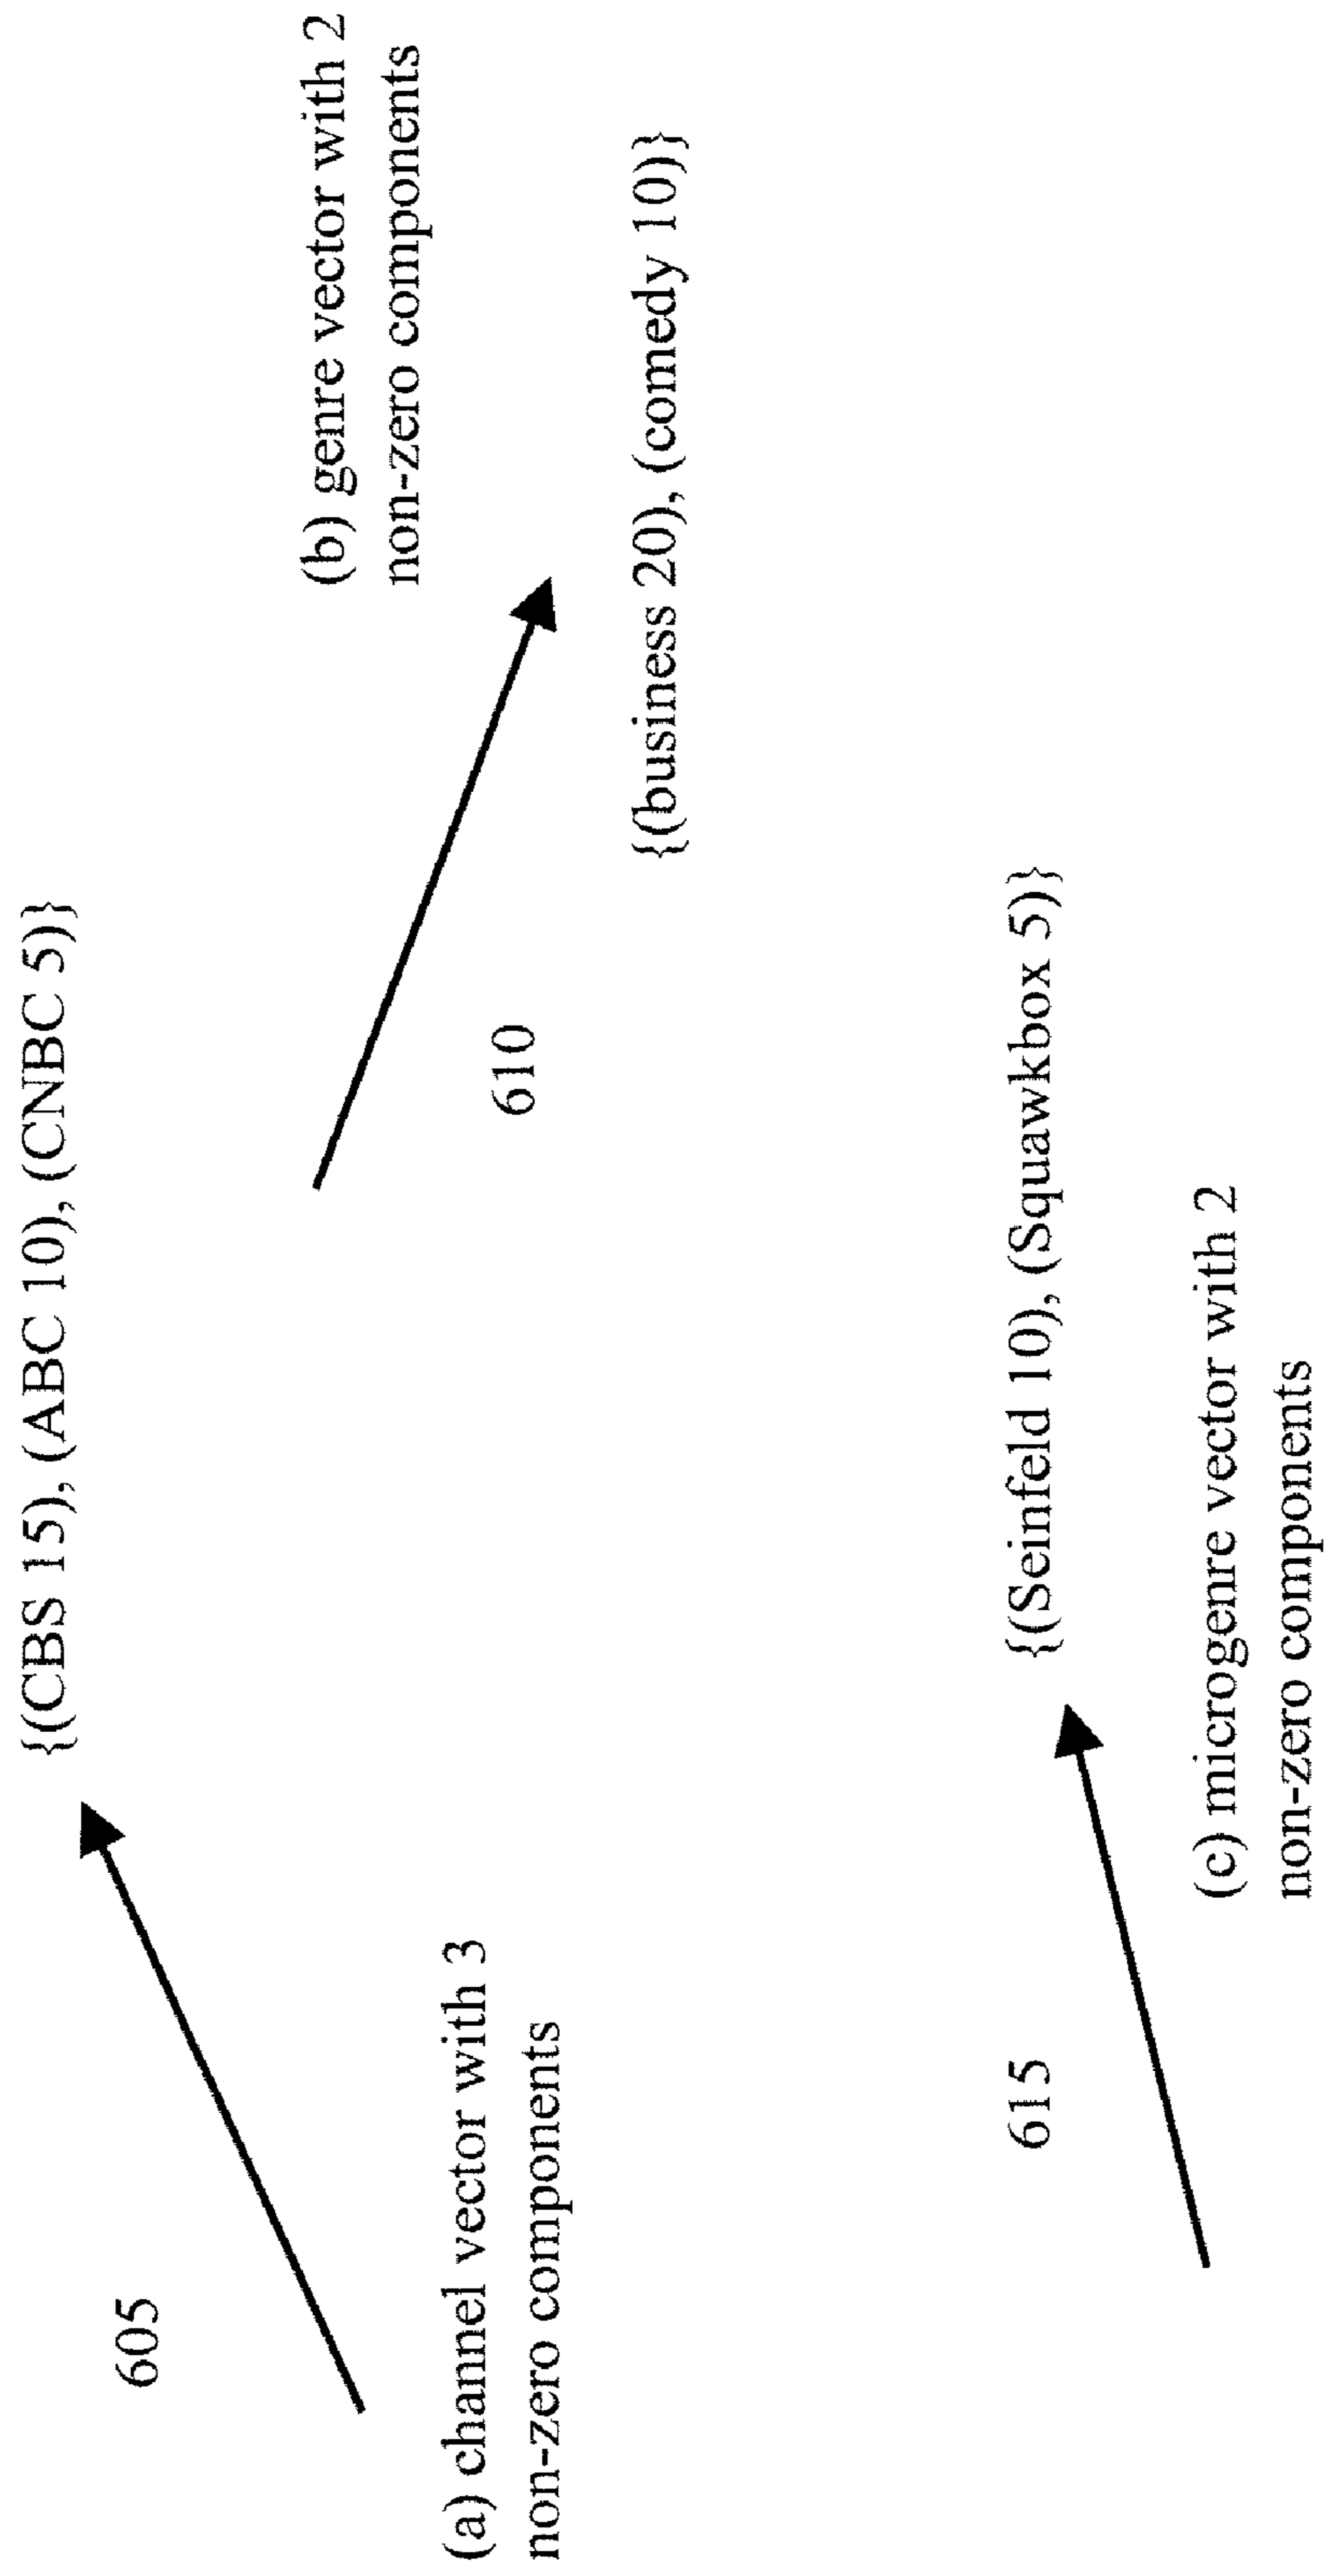 {(CBS 15), (ABC 10), (CNBC 5)}
605
(a) channel vector with 3
non-zero components
(b) genre vector with 2
non-zero components
610
{(business 20), (comedy 10)}
{(Seinfeld 10), (Squawkbox 5)}
615
(c) microgenre vector with 2
non-zero components